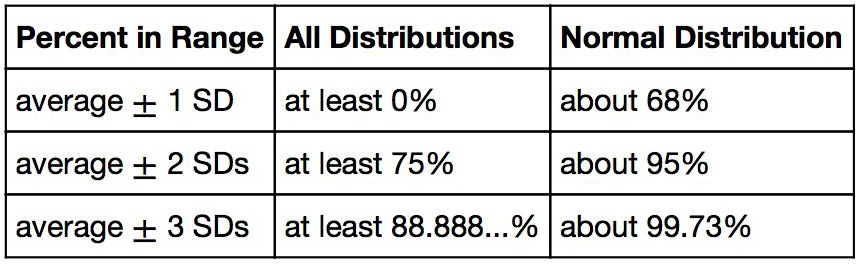 Percent in Range All Distributions Normal Distribution
average ± 1 SD at least 0% about 68%
average ± 2 SDs at least 75% about 95%
average ± 3 SDs at least 88.888...% about 99.73%